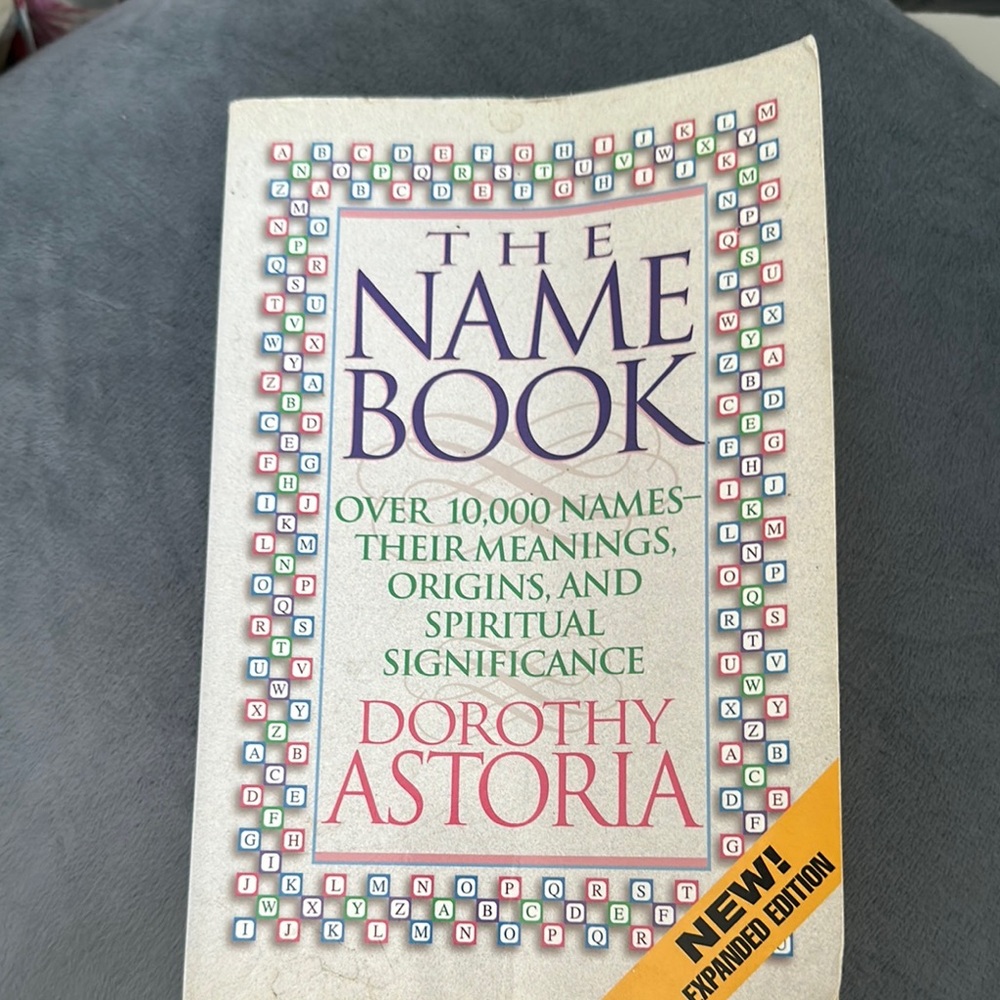 A B C D E F G H I J K L M
N O P Q R S T U V W X Y
Z A B C D E F G H I J K L
THE
NAME
BOOK
OVER 10,000 NAMES–
THEIR MEANINGS,
ORIGINS, AND
SPIRITUAL
SIGNIFICANCE
DOROTHY
ASTORIA
J K L M N O P Q R S T
W X Y Z A B C D E F
I J K L M N O P Q R
NEW!
EXPANDED EDITION